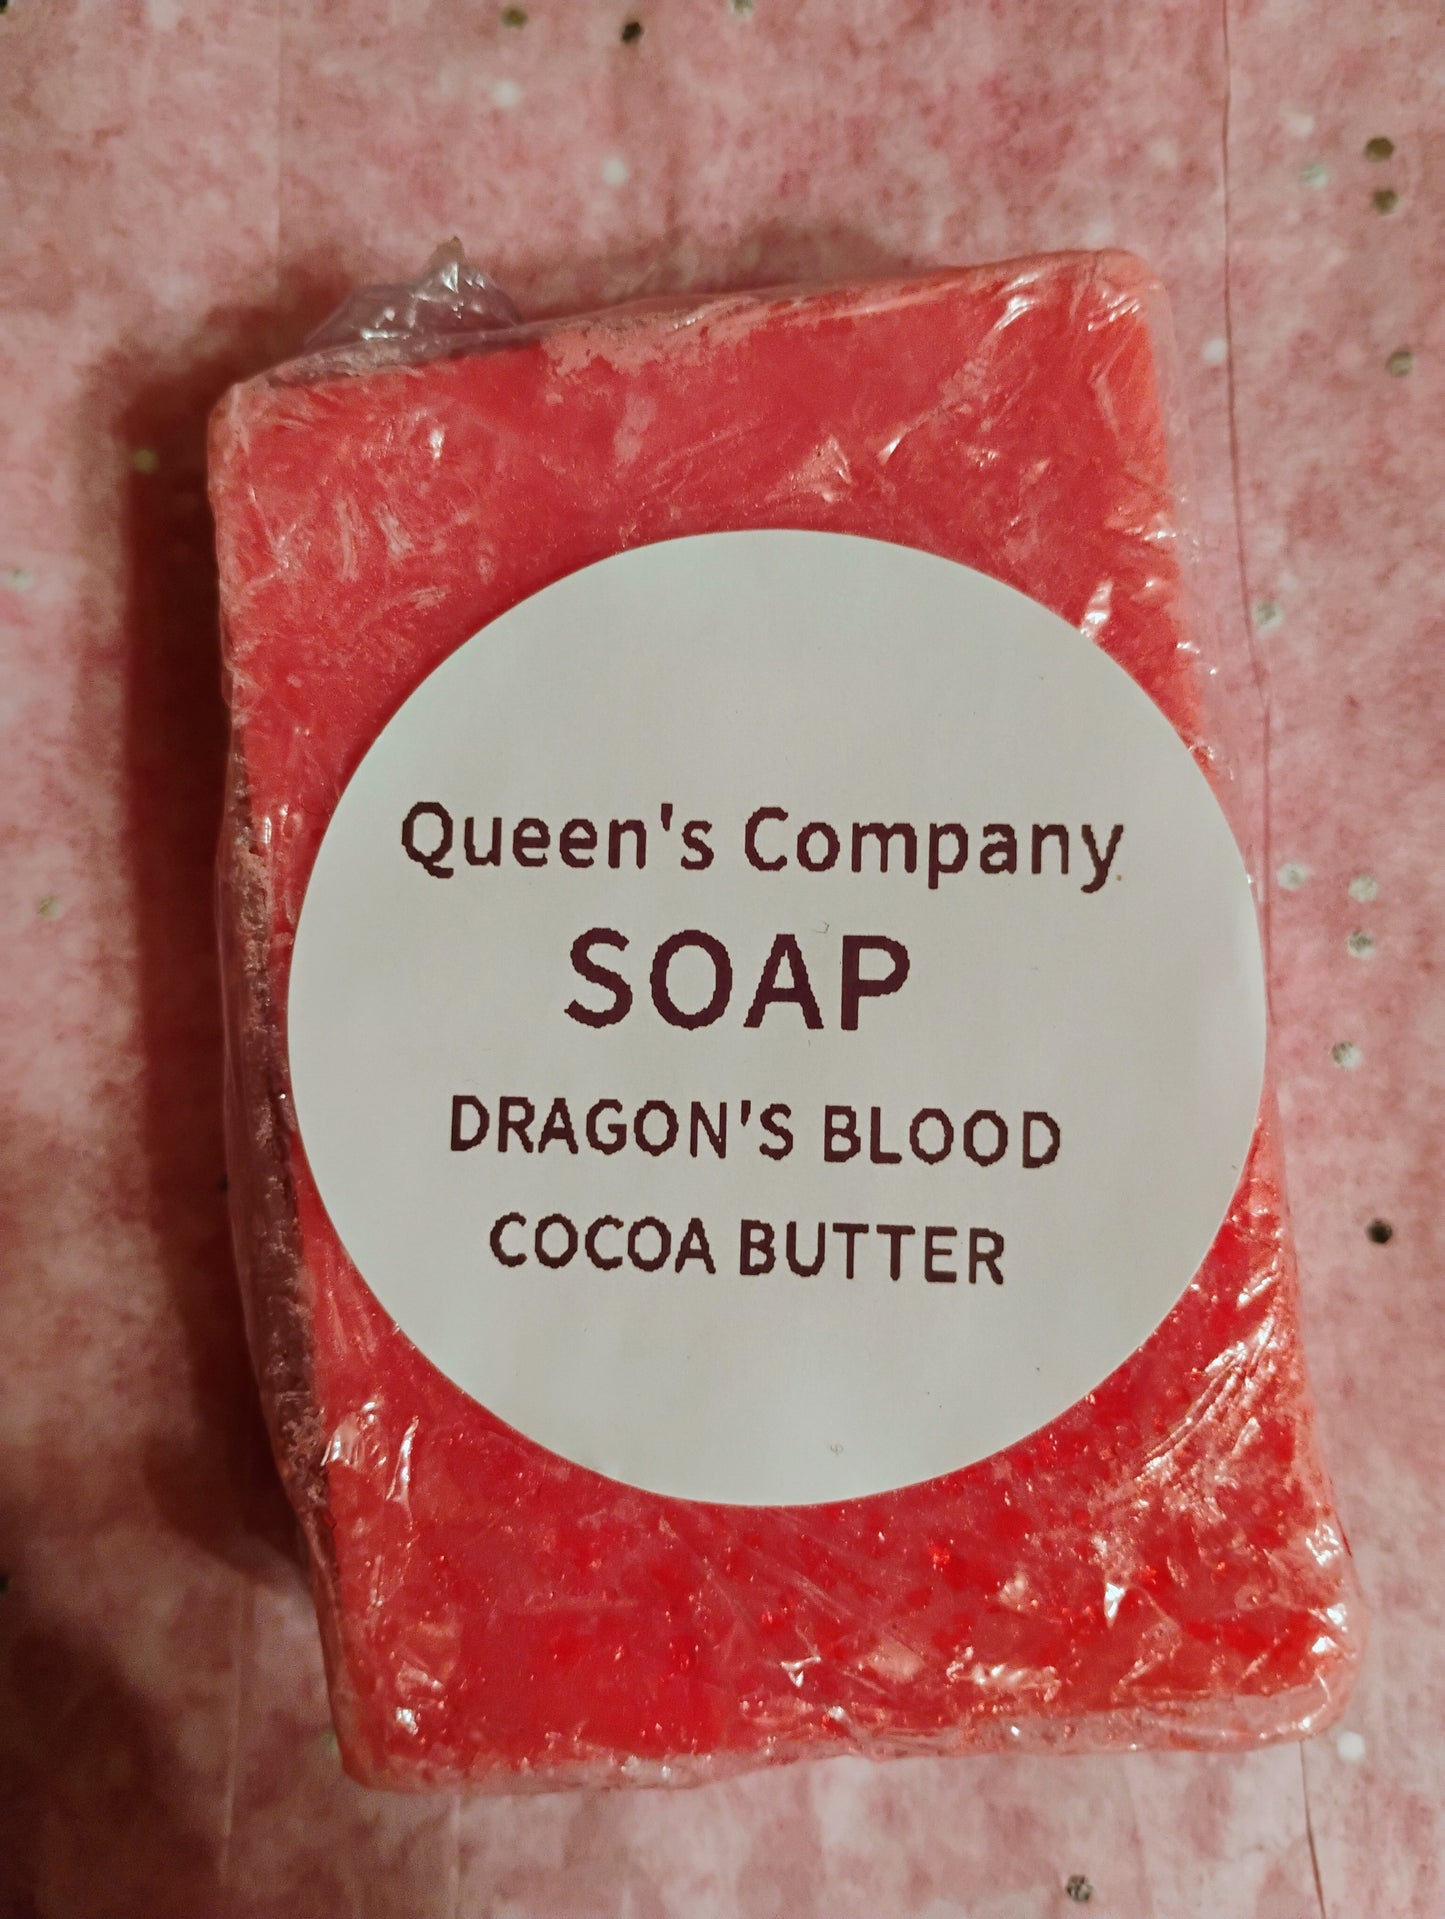 Queen's Company
SOAP
DRAGON'S BLOOD
COCOA BUTTER